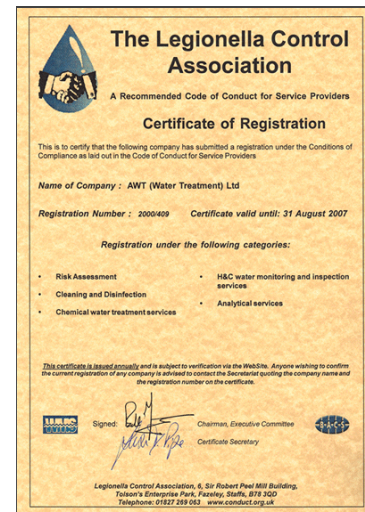 The Legionella Control
Association
A Recommended Code of Conduct for Service Providers
Certificate of Registration
This is to certify that the following company has submitted a registration under the Conditions of
Compliance as laid out in the Code of Conduct for Service Providers
Name of Company : AWT (Water Treatment) Ltd
Registration Number : 2000/409 Certificate valid until: 31 August 2007
Registration under the following categories:
• Risk Assessment
• Cleaning and Disinfection
• Chemical water treatment services
• H&C water monitoring and inspection
services
• Analytical services
This certificate is issued annually and is subject to verification via the WebSite. Anyone wishing to confirm
the current registration of any company is advised to contact the Secretariat quoting the company name and
the registration number on the certificate.
Signed:
Chairman, Executive Committee
Certificate Secretary
B·A·C·S
Legionella Control Association, 6, Sir Robert Peel Mill Building,
Tolson's Enterprise Park, Fazeley, Staffs, B78 3QD
Telephone: 01827 269 063 www.conduct.org.uk